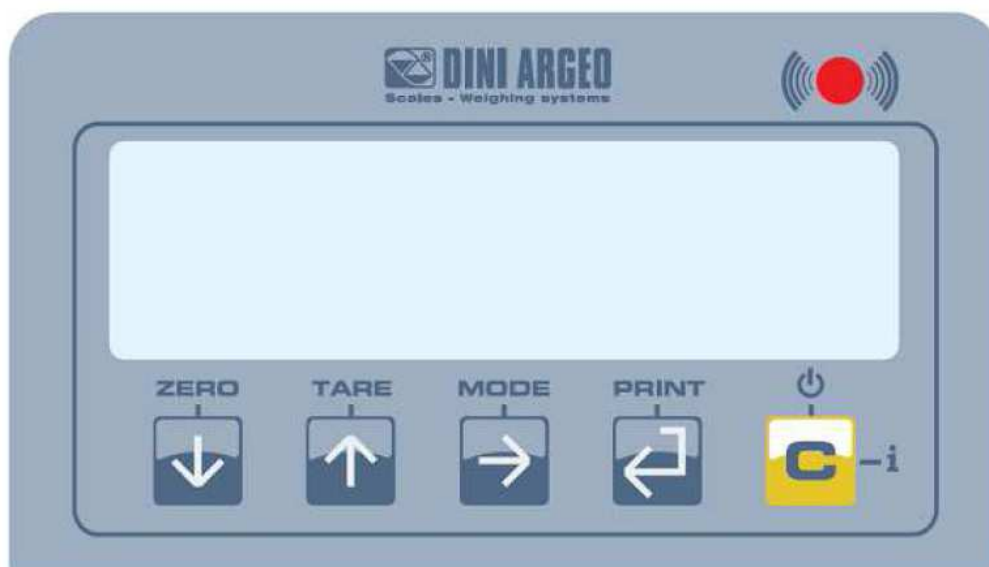 DINI ARGEO
Scales - Weighing systems
ZERO TARE MODE PRINT
C i